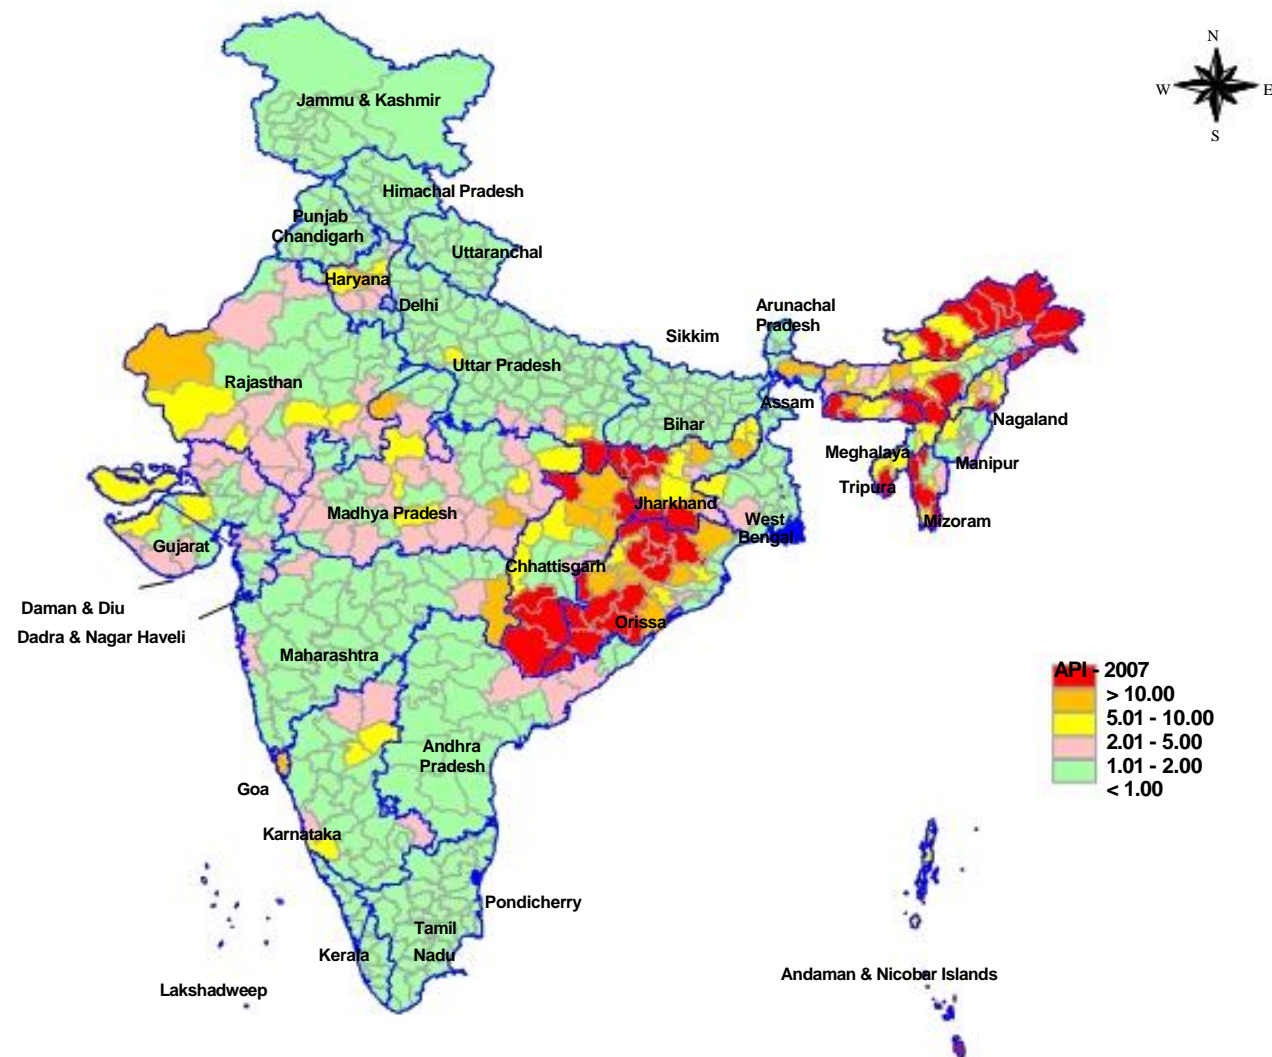 N
W
E
S
Jammu & Kashmir
Himachal Pradesh
Punjab
Chandigarh
Uttaranchal
Haryana
Delhi
Arunachal
Pradesh
Sikkim
Uttar Pradesh
Rajasthan
Assam
Bihar
Nagaland
Meghalaya
Manipur
Tripura
Jharkhand
Madhya Pradesh
West
Bengal
Mizoram
Gujarat
Chhattisgarh
Daman & Diu
Dadra & Nagar Haveli
Orissa
Maharashtra
API - 2007
> 10.00
5.01 - 10.00
2.01 - 5.00
1.01 - 2.00
< 1.00
Andhra
Pradesh
Goa
Karnataka
Pondicherry
Tamil
Nadu
Kerala
Andaman & Nicobar Islands
Lakshadweep